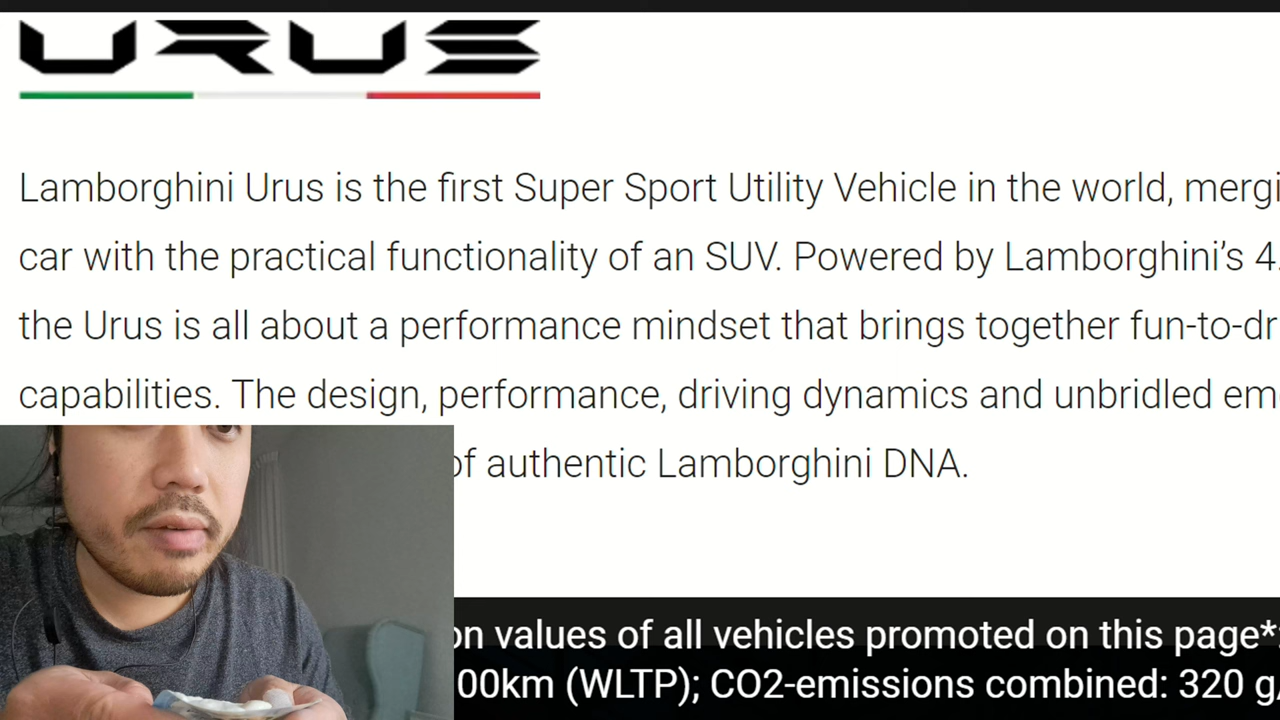 URUS
Lamborghini Urus is the first Super Sport Utility Vehicle in the world, mergi
car with the practical functionality of an SUV. Powered by Lamborghini’s 4.
the Urus is all about a performance mindset that brings together fun-to-dr
capabilities. The design, performance, driving dynamics and unbridled em
of authentic Lamborghini DNA.
on values of all vehicles promoted on this page*
00km (WLTP); CO2-emissions combined: 320 g/